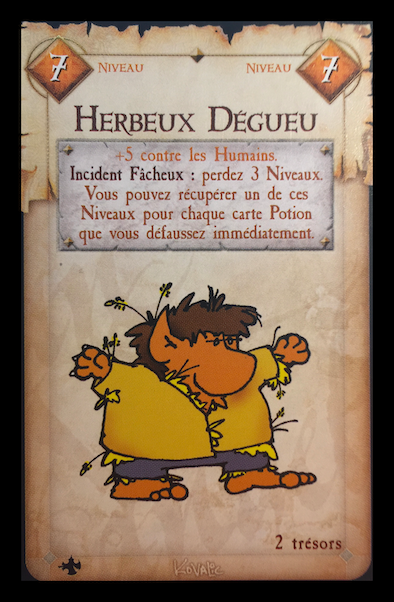 7 Niveau Niveau 7
Herbeux Dégueu
+5 contre les Humains.
Incident Fâcheux : perdez 3 Niveaux.
Vous pouvez récupérer un de ces
Niveaux pour chaque carte Potion
que vous défaussez immédiatement.
2 trésors
Kovalic